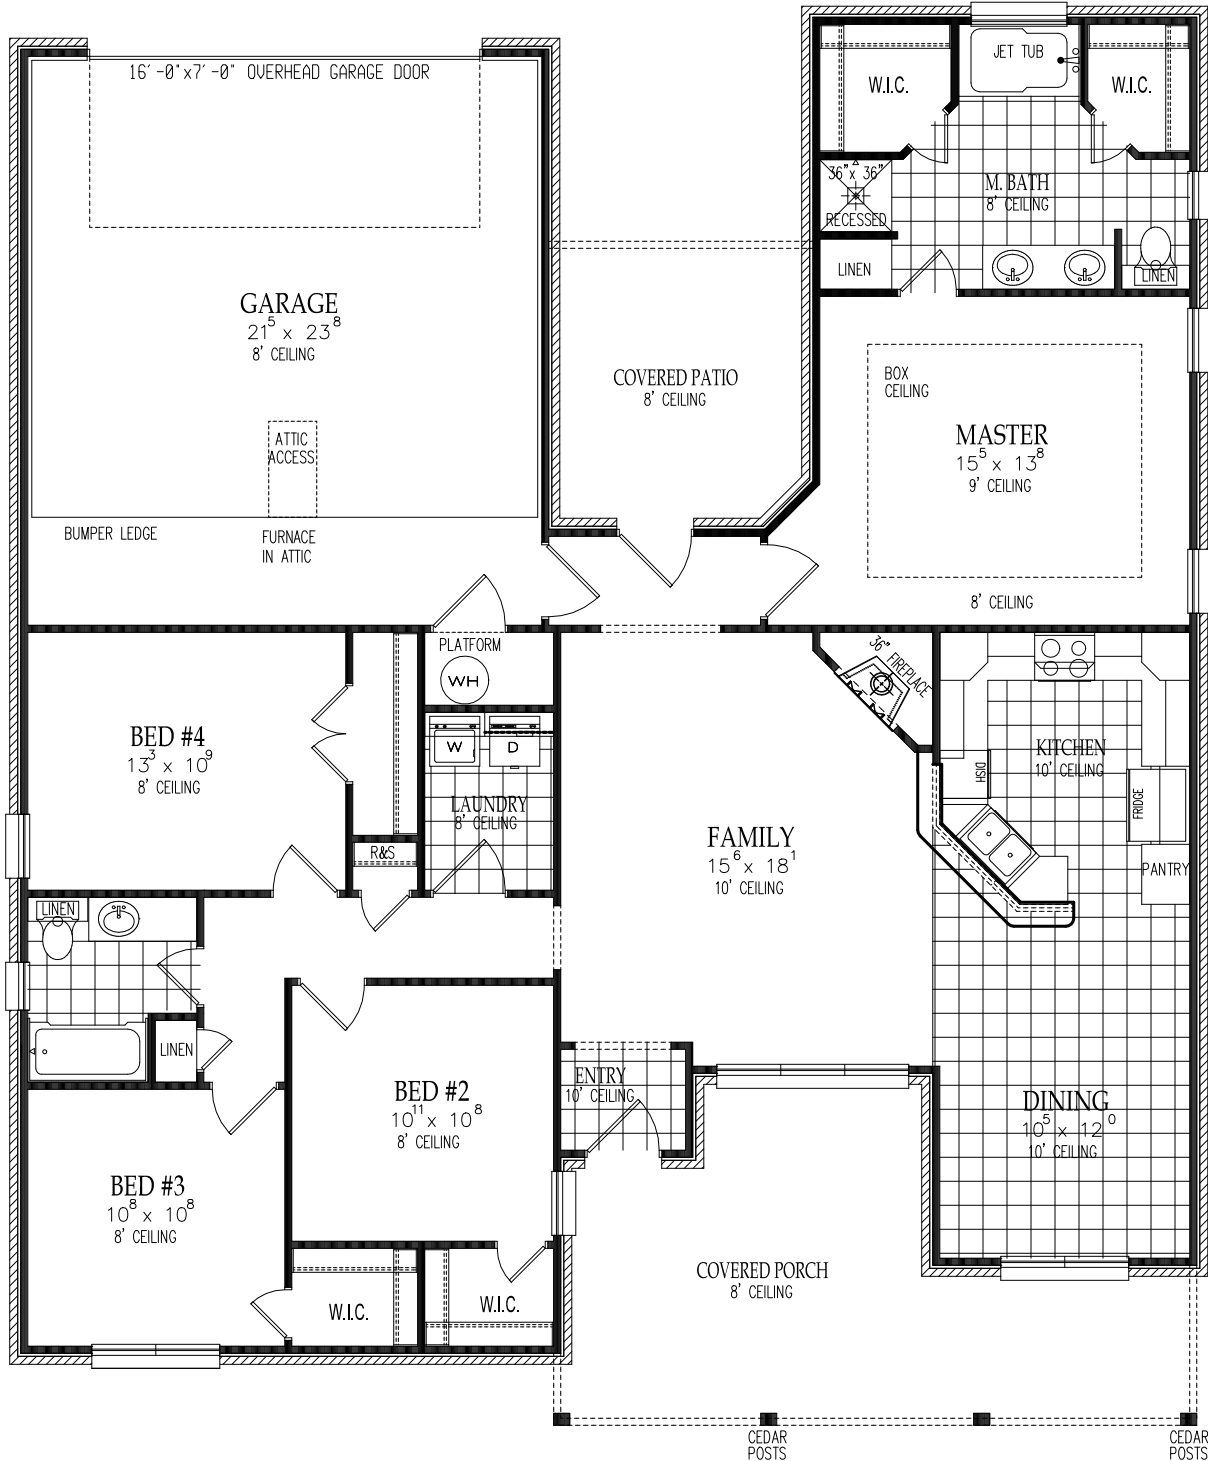 16'-0"x7'-0" OVERHEAD GARAGE DOOR
GARAGE
21⁵ x 23⁸
8' CEILING
ATTIC
ACCESS
BUMPER LEDGE
FURNACE
IN ATTIC
COVERED PATIO
8' CEILING
W.I.C.
JET TUB
W.I.C.
36" x 36"
RECESSED
M. BATH
8' CEILING
LINEN
LINEN
BOX
CEILING
MASTER
15⁵ x 13⁸
9' CEILING
8' CEILING
PLATFORM
WH
36" FIREPLACE
BED #4
13³ x 10⁹
8' CEILING
W
D
LAUNDRY
8' CEILING
R&S
KITCHEN
10' CEILING
DISH
FRIDGE
PANTRY
FAMILY
15⁶ x 18¹
10' CEILING
LINEN
LINEN
BED #2
10¹¹ x 10⁸
8' CEILING
ENTRY
10' CEILING
DINING
10⁵ x 12⁰
10' CEILING
BED #3
10⁸ x 10⁸
8' CEILING
W.I.C.
W.I.C.
COVERED PORCH
8' CEILING
CEDAR
POSTS
CEDAR
POSTS